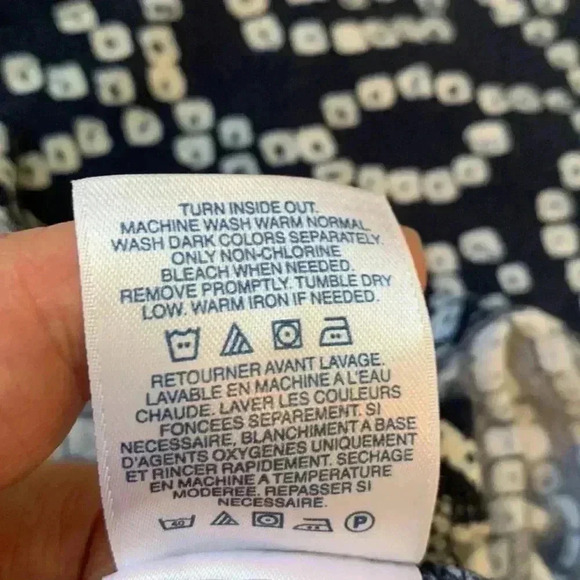 TURN INSIDE OUT.
MACHINE WASH WARM NORMAL.
WASH DARK COLORS SEPARATELY.
ONLY NON-CHLORINE
BLEACH WHEN NEEDED.
REMOVE PROMPTLY. TUMBLE DRY
LOW. WARM IRON IF NEEDED.
RETOURNER AVANT LAVAGE.
LAVABLE EN MACHINE A L'EAU
CHAUDE. LAVER LES COULEURS
FONCEES SEPAREMENT. SI
NECESSAIRE, BLANCHIMENT A BASE
D'AGENTS OXYGENES UNIQUEMENT
ET RINCER RAPIDEMENT. SECHAGE
EN MACHINE A TEMPERATURE
MODEREE. REPASSER SI
NECESSAIRE.
40 P